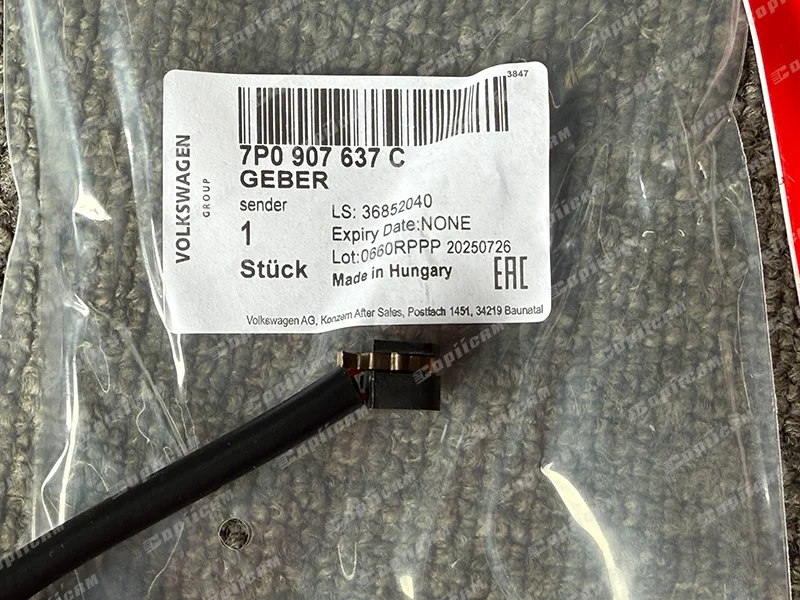 3847
7P0 907 637 C
GEBER
sender
1
Stück
LS: 36852040
Expiry Date:NONE
Lot:0660RPPP 20250726
Made in Hungary
EAC
VOLKSWAGEN
GROUP
Volkswagen AG, Konzern After Sales, Postfach 1451, 34219 Baunatal
copiicam